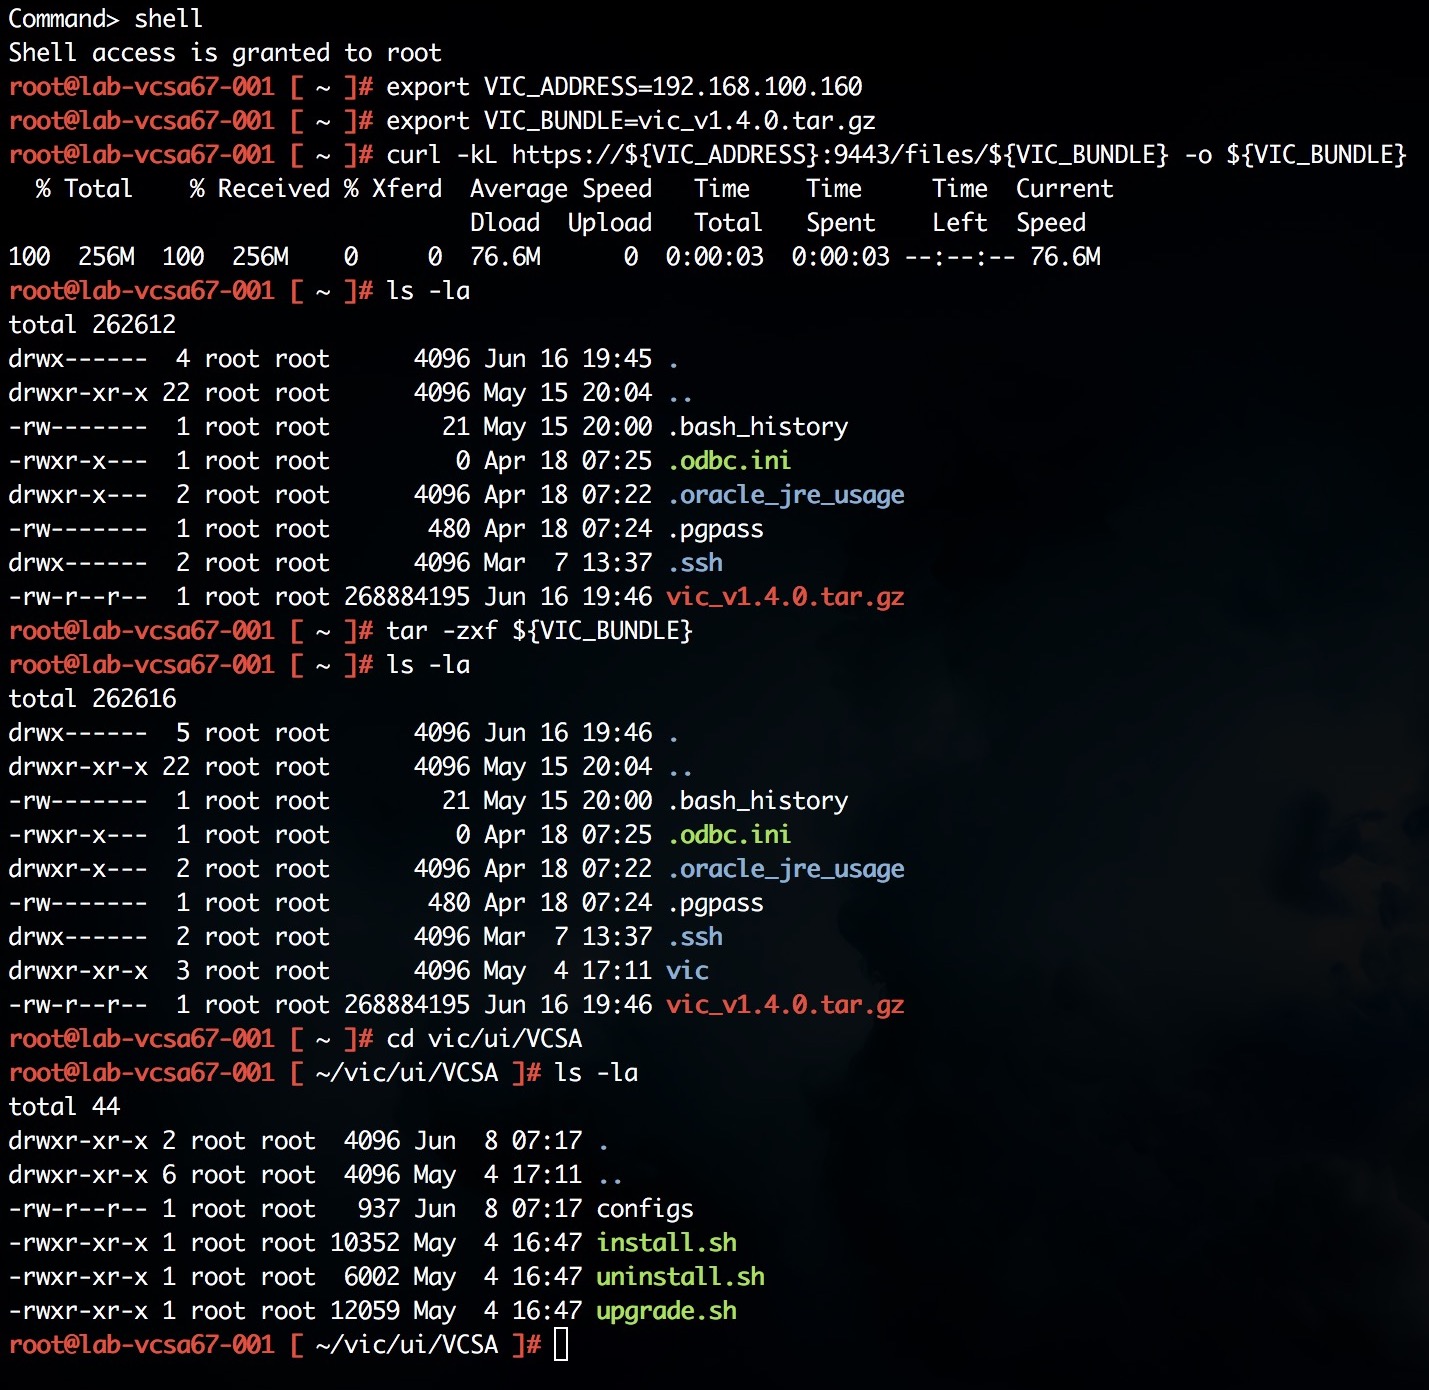 Command> shell
Shell access is granted to root
root@lab-vcsa67-001 [ ~ ]# export VIC_ADDRESS=192.168.100.160
root@lab-vcsa67-001 [ ~ ]# export VIC_BUNDLE=vic_v1.4.0.tar.gz
root@lab-vcsa67-001 [ ~ ]# curl -kL https://${VIC_ADDRESS}:9443/files/${VIC_BUNDLE} -o ${VIC_BUNDLE}
  % Total    % Received % Xferd  Average Speed   Time    Time     Time  Current
                                 Dload  Upload   Total   Spent    Left  Speed
100  256M  100  256M    0     0  76.6M      0  0:00:03  0:00:03 --:--:-- 76.6M
root@lab-vcsa67-001 [ ~ ]# ls -la
total 262612
drwx------  4 root root      4096 Jun 16 19:45 .
drwxr-xr-x 22 root root      4096 May 15 20:04 ..
-rw-------  1 root root        21 May 15 20:00 .bash_history
-rwxr-x---  1 root root         0 Apr 18 07:25 .odbc.ini
drwxr-x---  2 root root      4096 Apr 18 07:22 .oracle_jre_usage
-rw-------  1 root root       480 Apr 18 07:24 .pgpass
drwx------  2 root root      4096 Mar  7 13:37 .ssh
-rw-r--r--  1 root root 268884195 Jun 16 19:46 vic_v1.4.0.tar.gz
root@lab-vcsa67-001 [ ~ ]# tar -zxf ${VIC_BUNDLE}
root@lab-vcsa67-001 [ ~ ]# ls -la
total 262616
drwx------  5 root root      4096 Jun 16 19:46 .
drwxr-xr-x 22 root root      4096 May 15 20:04 ..
-rw-------  1 root root        21 May 15 20:00 .bash_history
-rwxr-x---  1 root root         0 Apr 18 07:25 .odbc.ini
drwxr-x---  2 root root      4096 Apr 18 07:22 .oracle_jre_usage
-rw-------  1 root root       480 Apr 18 07:24 .pgpass
drwx------  2 root root      4096 Mar  7 13:37 .ssh
drwxr-xr-x  3 root root      4096 May  4 17:11 vic
-rw-r--r--  1 root root 268884195 Jun 16 19:46 vic_v1.4.0.tar.gz
root@lab-vcsa67-001 [ ~ ]# cd vic/ui/VCSA
root@lab-vcsa67-001 [ ~/vic/ui/VCSA ]# ls -la
total 44
drwxr-xr-x 2 root root  4096 Jun  8 07:17 .
drwxr-xr-x 6 root root  4096 May  4 17:11 ..
-rw-r--r-- 1 root root   937 Jun  8 07:17 configs
-rwxr-xr-x 1 root root 10352 May  4 16:47 install.sh
-rwxr-xr-x 1 root root  6002 May  4 16:47 uninstall.sh
-rwxr-xr-x 1 root root 12059 May  4 16:47 upgrade.sh
root@lab-vcsa67-001 [ ~/vic/ui/VCSA ]#